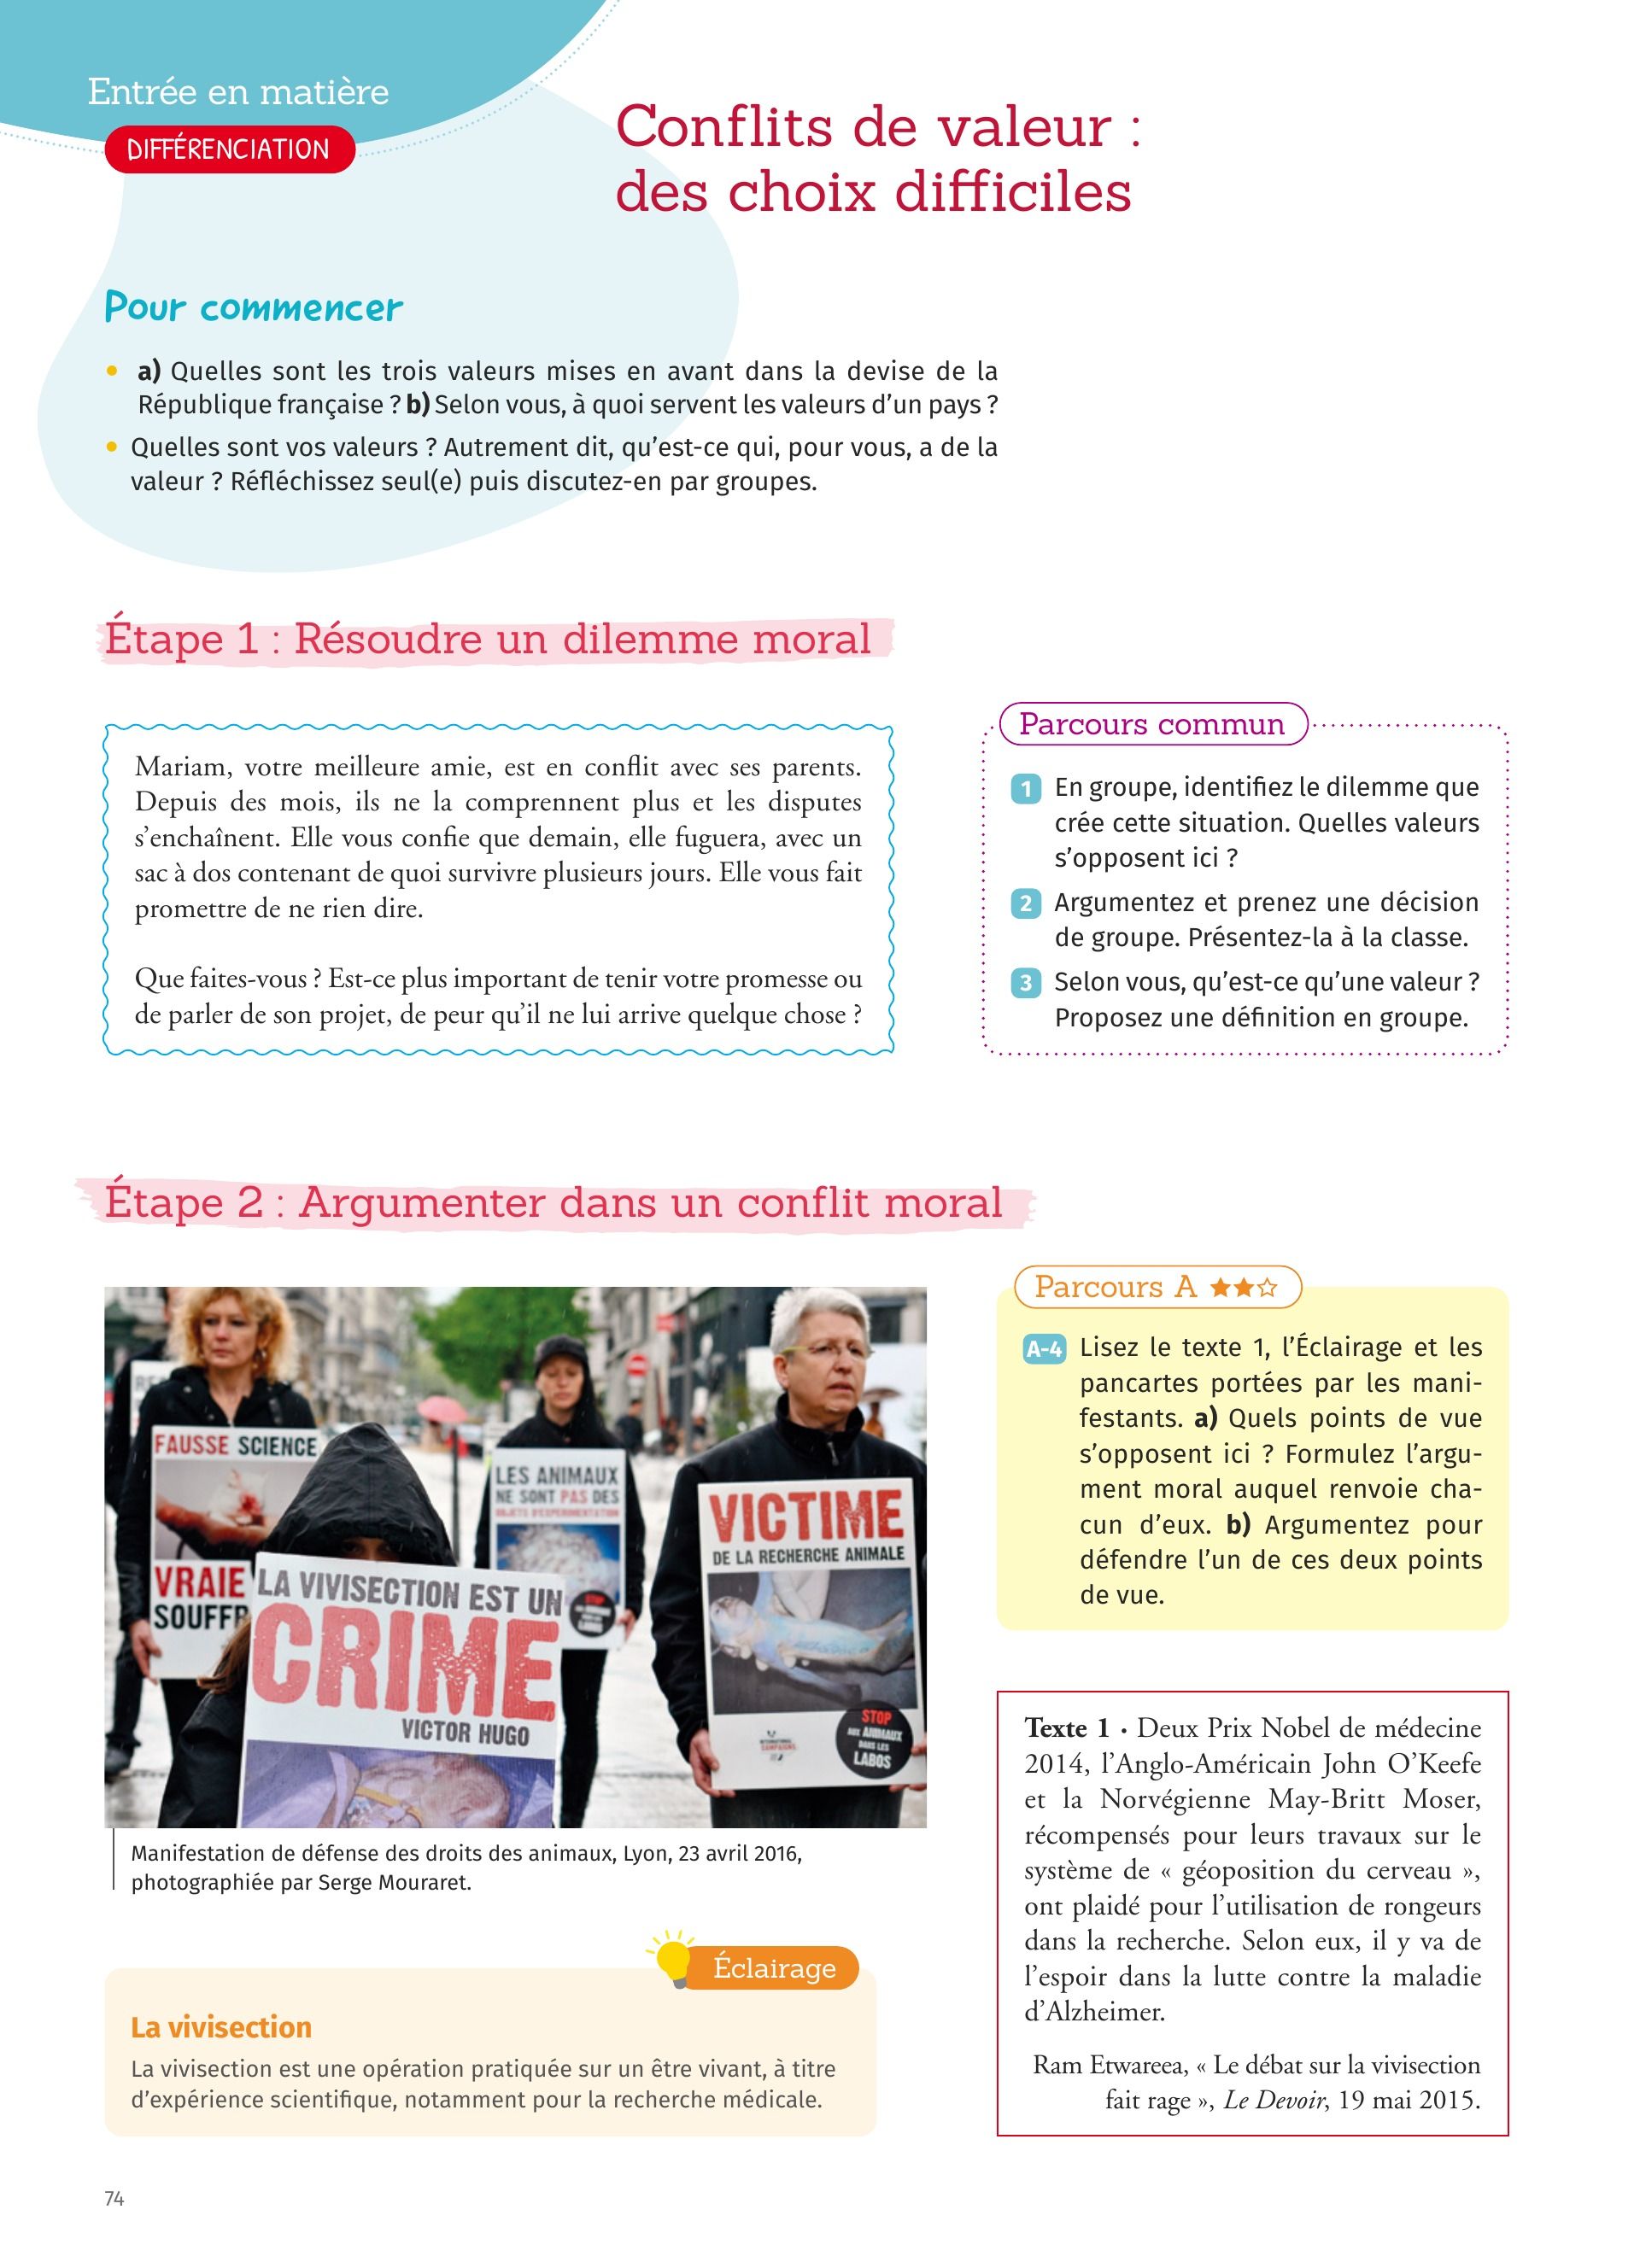 Entrée en matière
DIFFÉRENCIATION
Conflits de valeur :
des choix difficiles
Pour commencer
• a) Quelles sont les trois valeurs mises en avant dans la devise de la
République française ? b) Selon vous, à quoi servent les valeurs d’un pays ?
• Quelles sont vos valeurs ? Autrement dit, qu’est-ce qui, pour vous, a de la
valeur ? Réfléchissez seul(e) puis discutez-en par groupes.
Étape 1 : Résoudre un dilemme moral
Mariam, votre meilleure amie, est en conflit avec ses parents.
Depuis des mois, ils ne la comprennent plus et les disputes
s’enchaînent. Elle vous confie que demain, elle fuguera, avec un
sac à dos contenant de quoi survivre plusieurs jours. Elle vous fait
promettre de ne rien dire.
Que faites-vous ? Est-ce plus important de tenir votre promesse ou
de parler de son projet, de peur qu’il ne lui arrive quelque chose ?
Parcours commun
1 En groupe, identifiez le dilemme que
crée cette situation. Quelles valeurs
s’opposent ici ?
2 Argumentez et prenez une décision
de groupe. Présentez-la à la classe.
3 Selon vous, qu’est-ce qu’une valeur ?
Proposez une définition en groupe.
Étape 2 : Argumenter dans un conflit moral
FAUSSE SCIENCE
VRAIE
SOUFFR
LA VIVISECTION EST UN
CRIME
VICTOR HUGO
LES ANIMAUX
NE SONT PAS DES
OBJETS D'EXPÉRIMENTATION
VICTIME
DE LA RECHERCHE ANIMALE
STOP
AUX ANIMAUX
DANS LES
LABOS
Manifestation de défense des droits des animaux, Lyon, 23 avril 2016,
photographiée par Serge Mouraret.
Éclairage
La vivisection
La vivisection est une opération pratiquée sur un être vivant, à titre
d’expérience scientifique, notamment pour la recherche médicale.
Parcours A ★★☆
A-4 Lisez le texte 1, l’Éclairage et les
pancartes portées par les mani-
festants. a) Quels points de vue
s’opposent ici ? Formulez l’argu-
ment moral auquel renvoie cha-
cun d’eux. b) Argumentez pour
défendre l’un de ces deux points
de vue.
Texte 1 • Deux Prix Nobel de médecine
2014, l’Anglo-Américain John O’Keefe
et la Norvégienne May-Britt Moser,
récompensés pour leurs travaux sur le
système de « géoposition du cerveau »,
ont plaidé pour l’utilisation de rongeurs
dans la recherche. Selon eux, il y va de
l’espoir dans la lutte contre la maladie
d’Alzheimer.
Ram Etwareea, « Le débat sur la vivisection
fait rage », Le Devoir, 19 mai 2015.
74